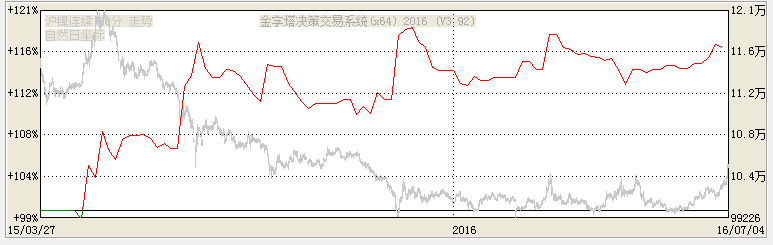 +121%
沪镍连续 分 走势
金字塔决策交易系统(x64) 2016 (V3.92)
12.1万
自然日坐标
+116%
11.6万
+112%
11.2万
+108%
10.8万
+104%
10.4万
+99%
99226
15/03/27
2016
16/07/04